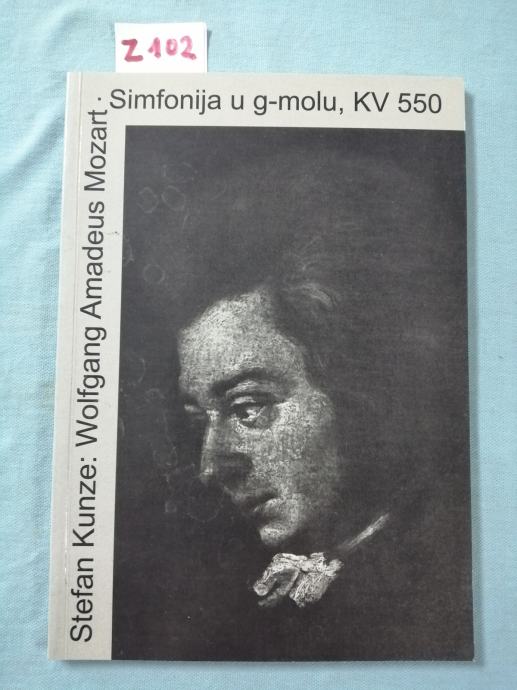 Z 102
Stefan Kunze: Wolfgang Amadeus Mozart ·
Simfonija u g-molu, KV 550